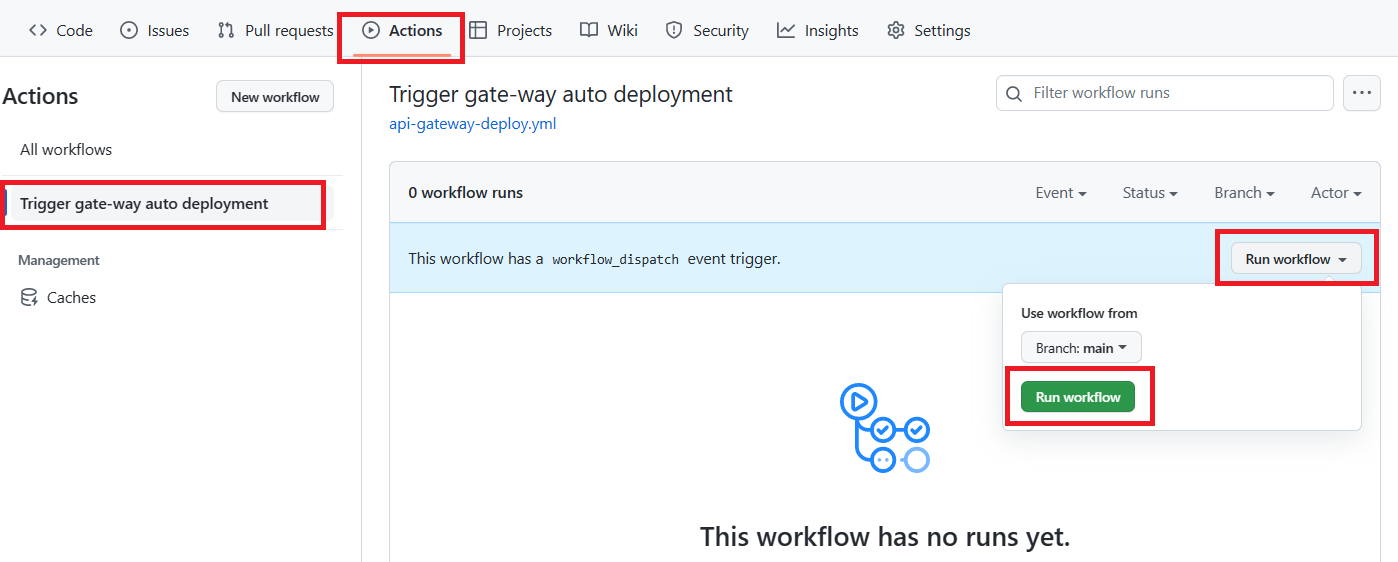 Code Issues Pull requests Actions Projects Wiki Security Insights Settings
Actions
New workflow
All workflows
Trigger gate-way auto deployment
Management
Caches
Trigger gate-way auto deployment
api-gateway-deploy.yml
Filter workflow runs
0 workflow runs
Event Status Branch Actor
This workflow has a workflow_dispatch event trigger.
Run workflow
Use workflow from
Branch: main
Run workflow
This workflow has no runs yet.